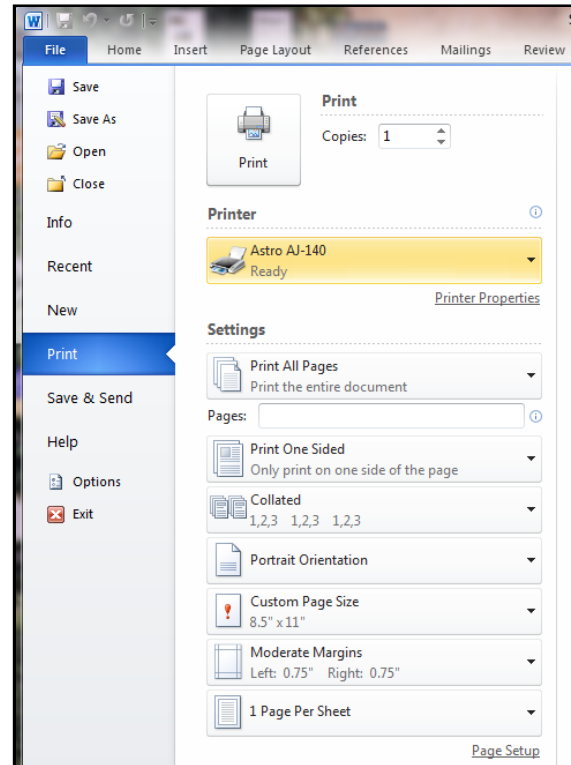 W
File Home Insert Page Layout References Mailings Review
Save
Save As
Open
Close
Info
Recent
New
Print
Save & Send
Help
Options
Exit
Print
Print
Copies: 1
Printer
Astro AJ-140
Ready
Printer Properties
Settings
Print All Pages
Print the entire document
Pages:
Print One Sided
Only print on one side of the page
Collated
1,2,3 1,2,3 1,2,3
Portrait Orientation
Custom Page Size
8.5" x 11"
Moderate Margins
Left: 0.75" Right: 0.75"
1 Page Per Sheet
Page Setup